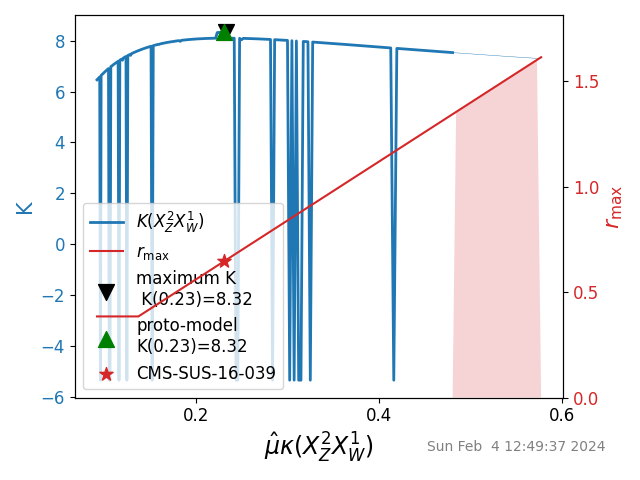 8
6
4
2
0
−2
−4
−6
K
0.2
0.4
0.6
1.5
1.0
0.5
0.0
r_max
K(X_Z^2 X_W^1)
r_max
maximum K
K(0.23)=8.32
proto-model
K(0.23)=8.32
CMS-SUS-16-039
μ̂κ(X_Z^2 X_W^1)
Sun Feb  4 12:49:37 2024